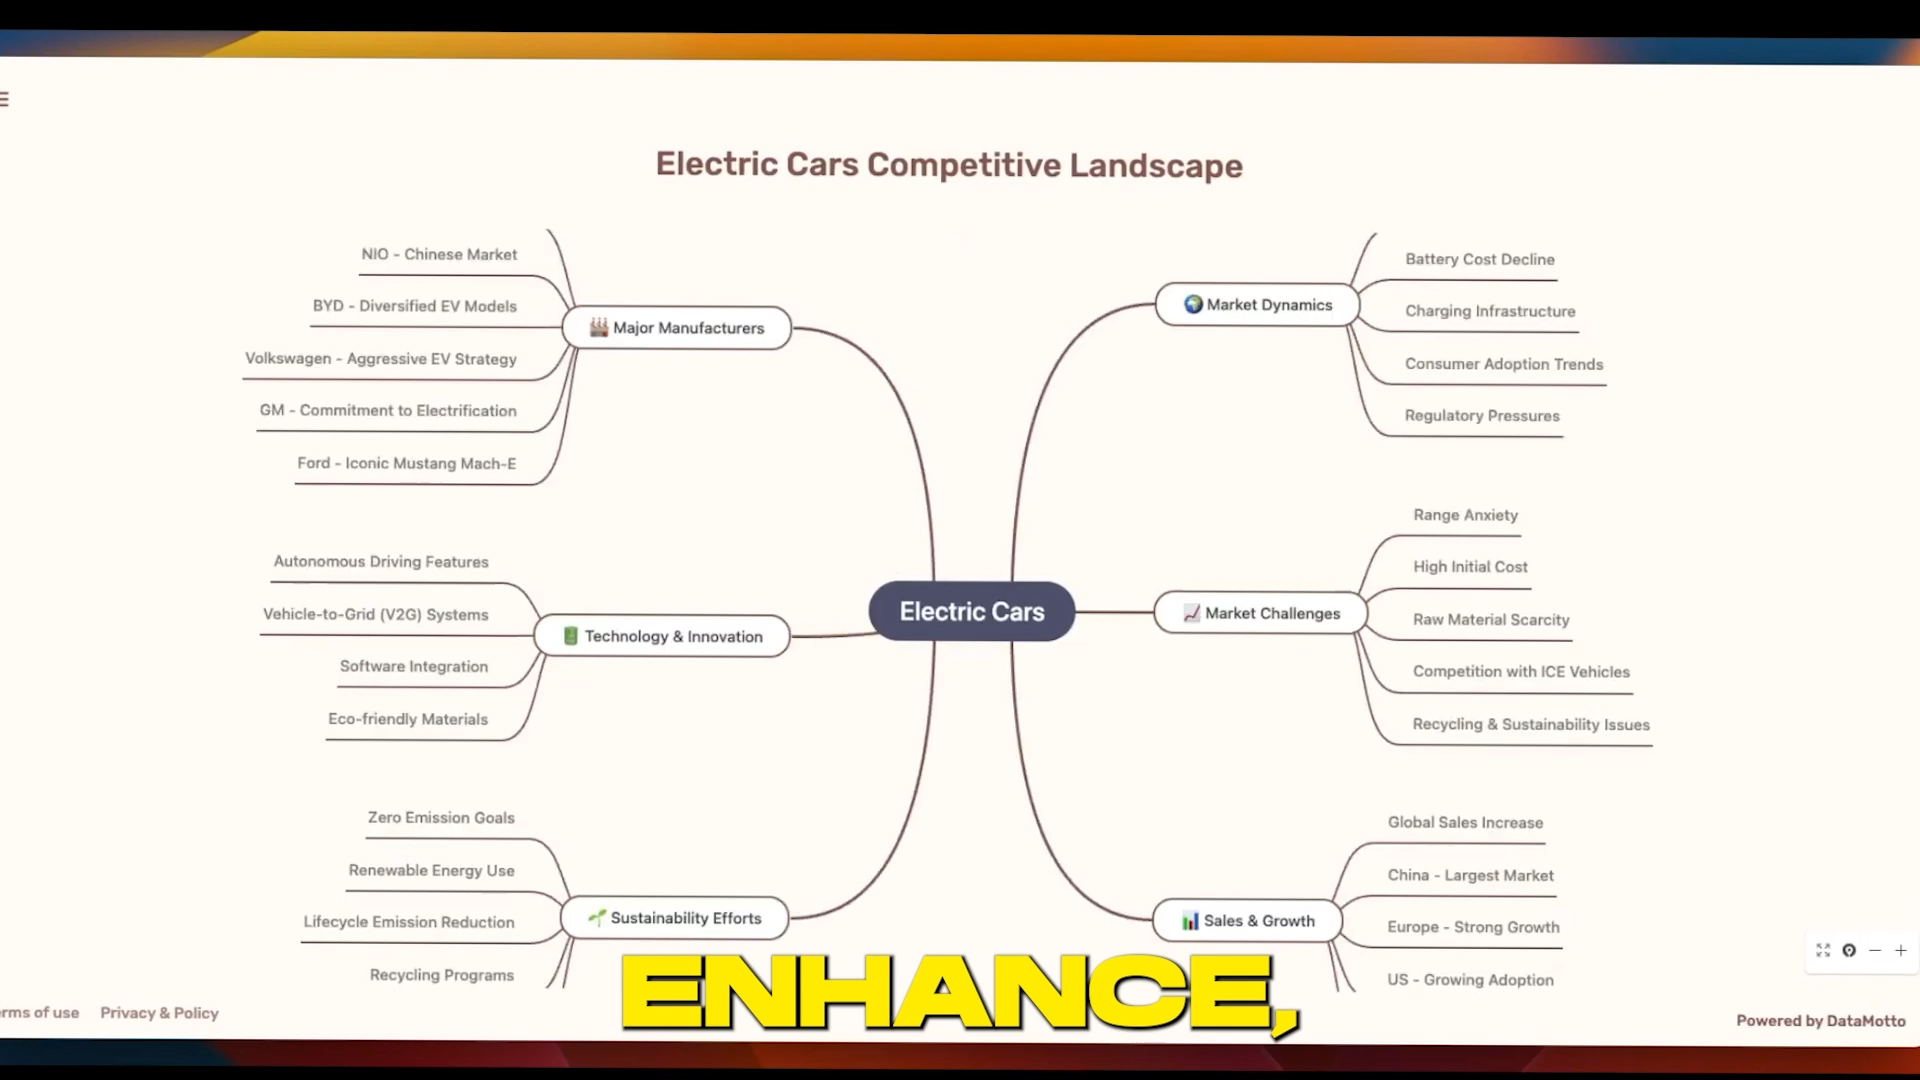 Electric Cars Competitive Landscape
NIO - Chinese Market
BYD - Diversified EV Models
Volkswagen - Aggressive EV Strategy
GM - Commitment to Electrification
Ford - Iconic Mustang Mach-E
Major Manufacturers
Autonomous Driving Features
Vehicle-to-Grid (V2G) Systems
Software Integration
Eco-friendly Materials
Technology & Innovation
Zero Emission Goals
Renewable Energy Use
Lifecycle Emission Reduction
Recycling Programs
Sustainability Efforts
Electric Cars
Market Dynamics
Battery Cost Decline
Charging Infrastructure
Consumer Adoption Trends
Regulatory Pressures
Market Challenges
Range Anxiety
High Initial Cost
Raw Material Scarcity
Competition with ICE Vehicles
Recycling & Sustainability Issues
Sales & Growth
Global Sales Increase
China - Largest Market
Europe - Strong Growth
US - Growing Adoption
ENHANCE,
rms of use
Privacy & Policy
Powered by DataMotto